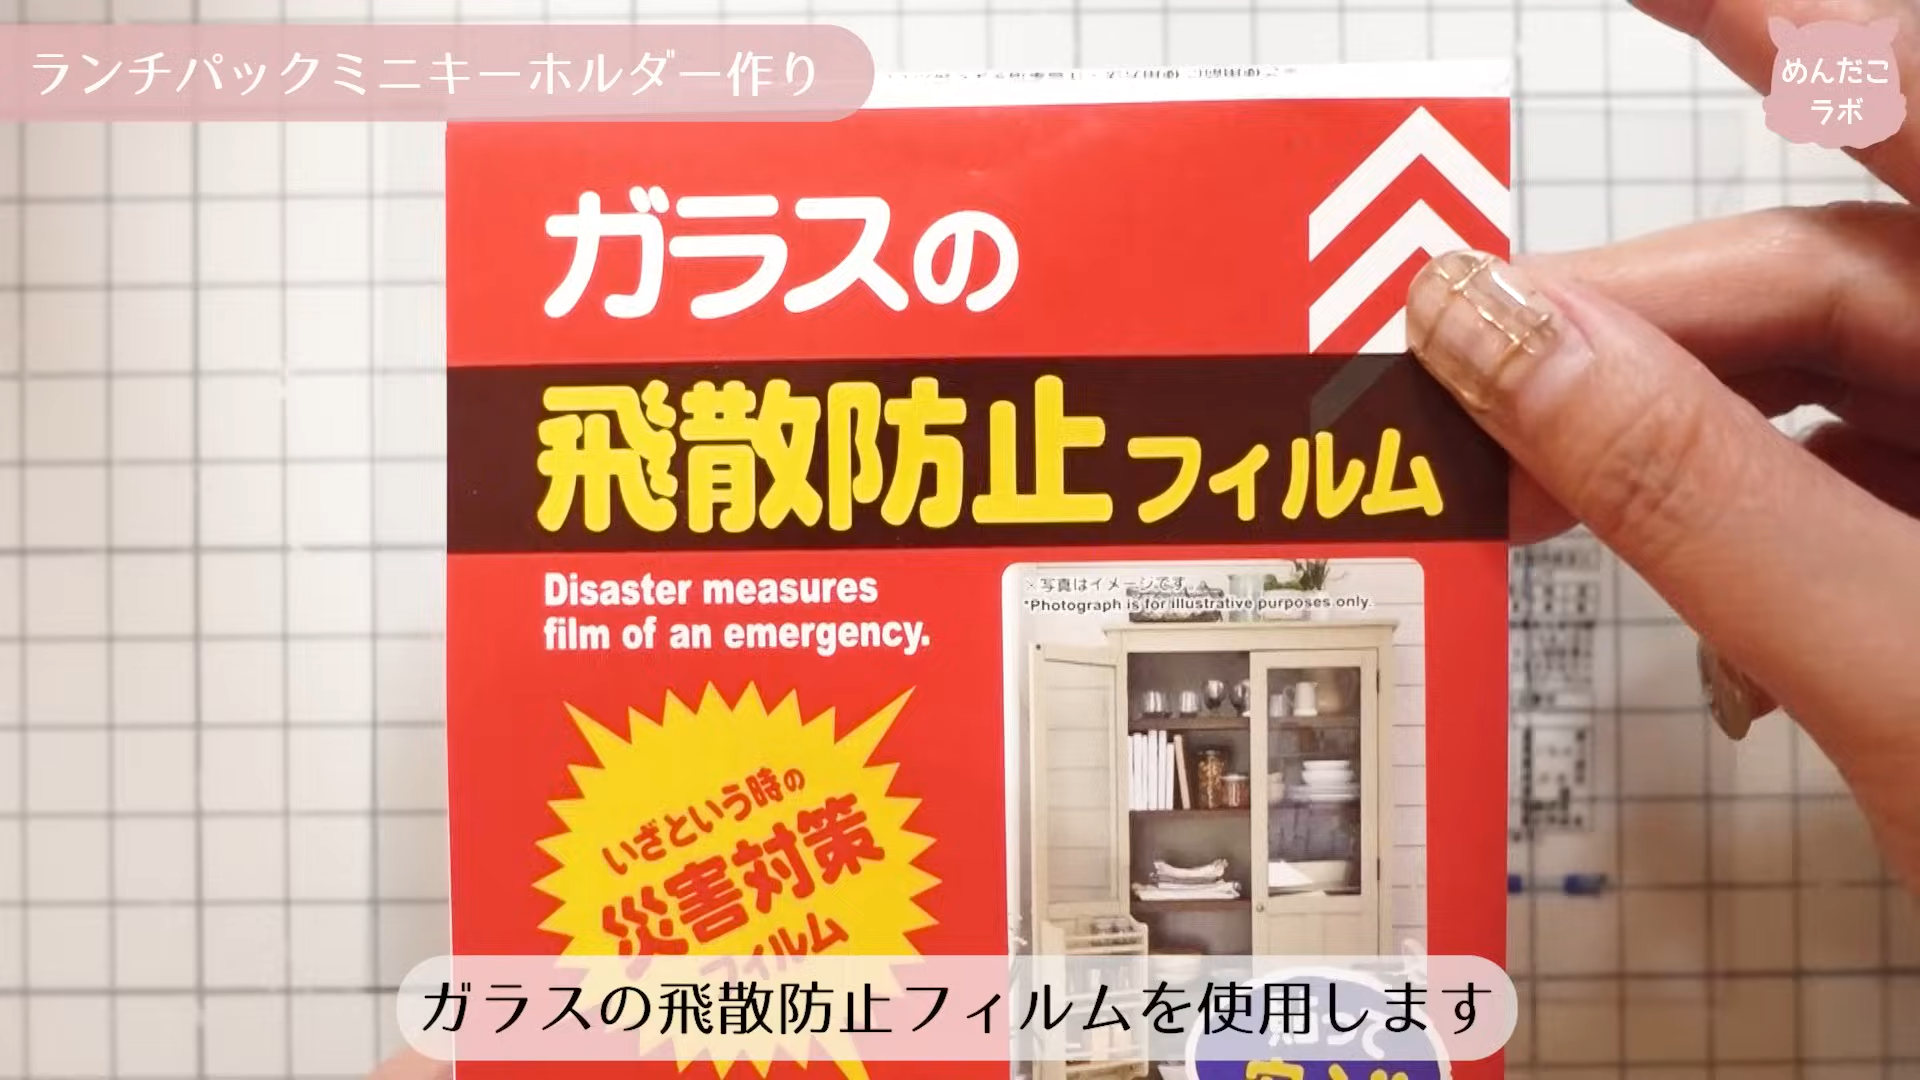 ランチパックミニキーホルダー作り
めんだこ
ラボ
ガラスの
飛散防止フィルム
Disaster measures
film of an emergency.
※写真はイメージです。
*Photograph is for illustrative purposes only.
いざという時の
災害対策
フィルム
貼って
ガラスの飛散防止フィルムを使用します